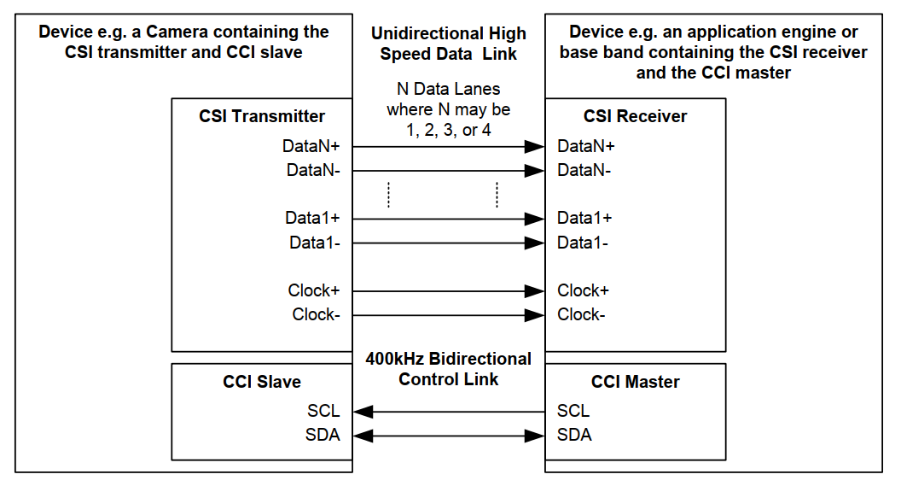 Device e.g. a Camera containing the
CSI transmitter and CCI slave
Unidirectional High
Speed Data Link
N Data Lanes
where N may be
1, 2, 3, or 4
Device e.g. an application engine or
base band containing the CSI receiver
and the CCI master
CSI Transmitter
DataN+
DataN-
Data1+
Data1-
Clock+
Clock-
CSI Receiver
DataN+
DataN-
Data1+
Data1-
Clock+
Clock-
400kHz Bidirectional
Control Link
CCI Slave
SCL
SDA
CCI Master
SCL
SDA